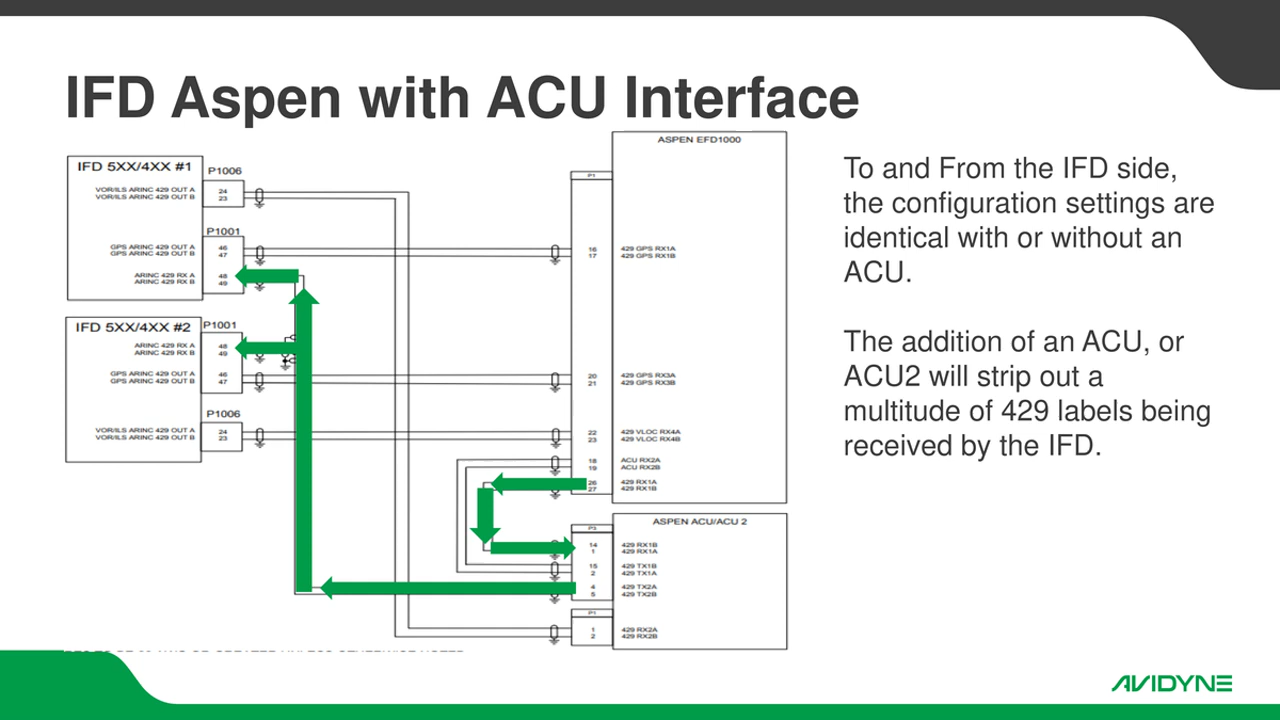 IFD Aspen with ACU Interface
ASPEN EFD1000
IFD 5XX/4XX #1
P1006
VOR/ILS ARINC 429 OUT A 24
VOR/ILS ARINC 429 OUT B 23
P1001
GPS ARINC 429 OUT A 46
GPS ARINC 429 OUT B 47
ARINC 429 RX A 48
ARINC 429 RX B 49
IFD 5XX/4XX #2
P1001
ARINC 429 RX A 48
ARINC 429 RX B 49
GPS ARINC 429 OUT A 46
GPS ARINC 429 OUT B 47
P1006
VOR/ILS ARINC 429 OUT A 24
VOR/ILS ARINC 429 OUT B 23
P1
16 429 GPS RX1A
17 429 GPS RX1B
20 429 GPS RX3A
21 429 GPS RX3B
22 429 VLOC RX4A
23 429 VLOC RX4B
18 ACU RX2A
19 ACU RX2B
26 429 RX1A
27 429 RX1B
ASPEN ACU/ACU 2
P3
14 429 RX1B
1 429 RX1A
15 429 TX1B
2 429 TX1A
4 429 TX2A
5 429 TX2B
P1
1 429 RX2A
2 429 RX2B
To and From the IFD side,
the configuration settings are
identical with or without an
ACU.
The addition of an ACU, or
ACU2 will strip out a
multitude of 429 labels being
received by the IFD.
AVIDYNE